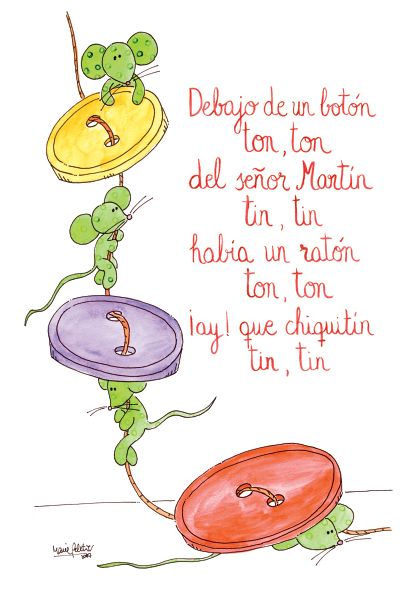 Debajo de un botón
ton, ton
del señor Martín
tin, tin
había un ratón
ton, ton
¡ay! que chiquitín
tin, tin